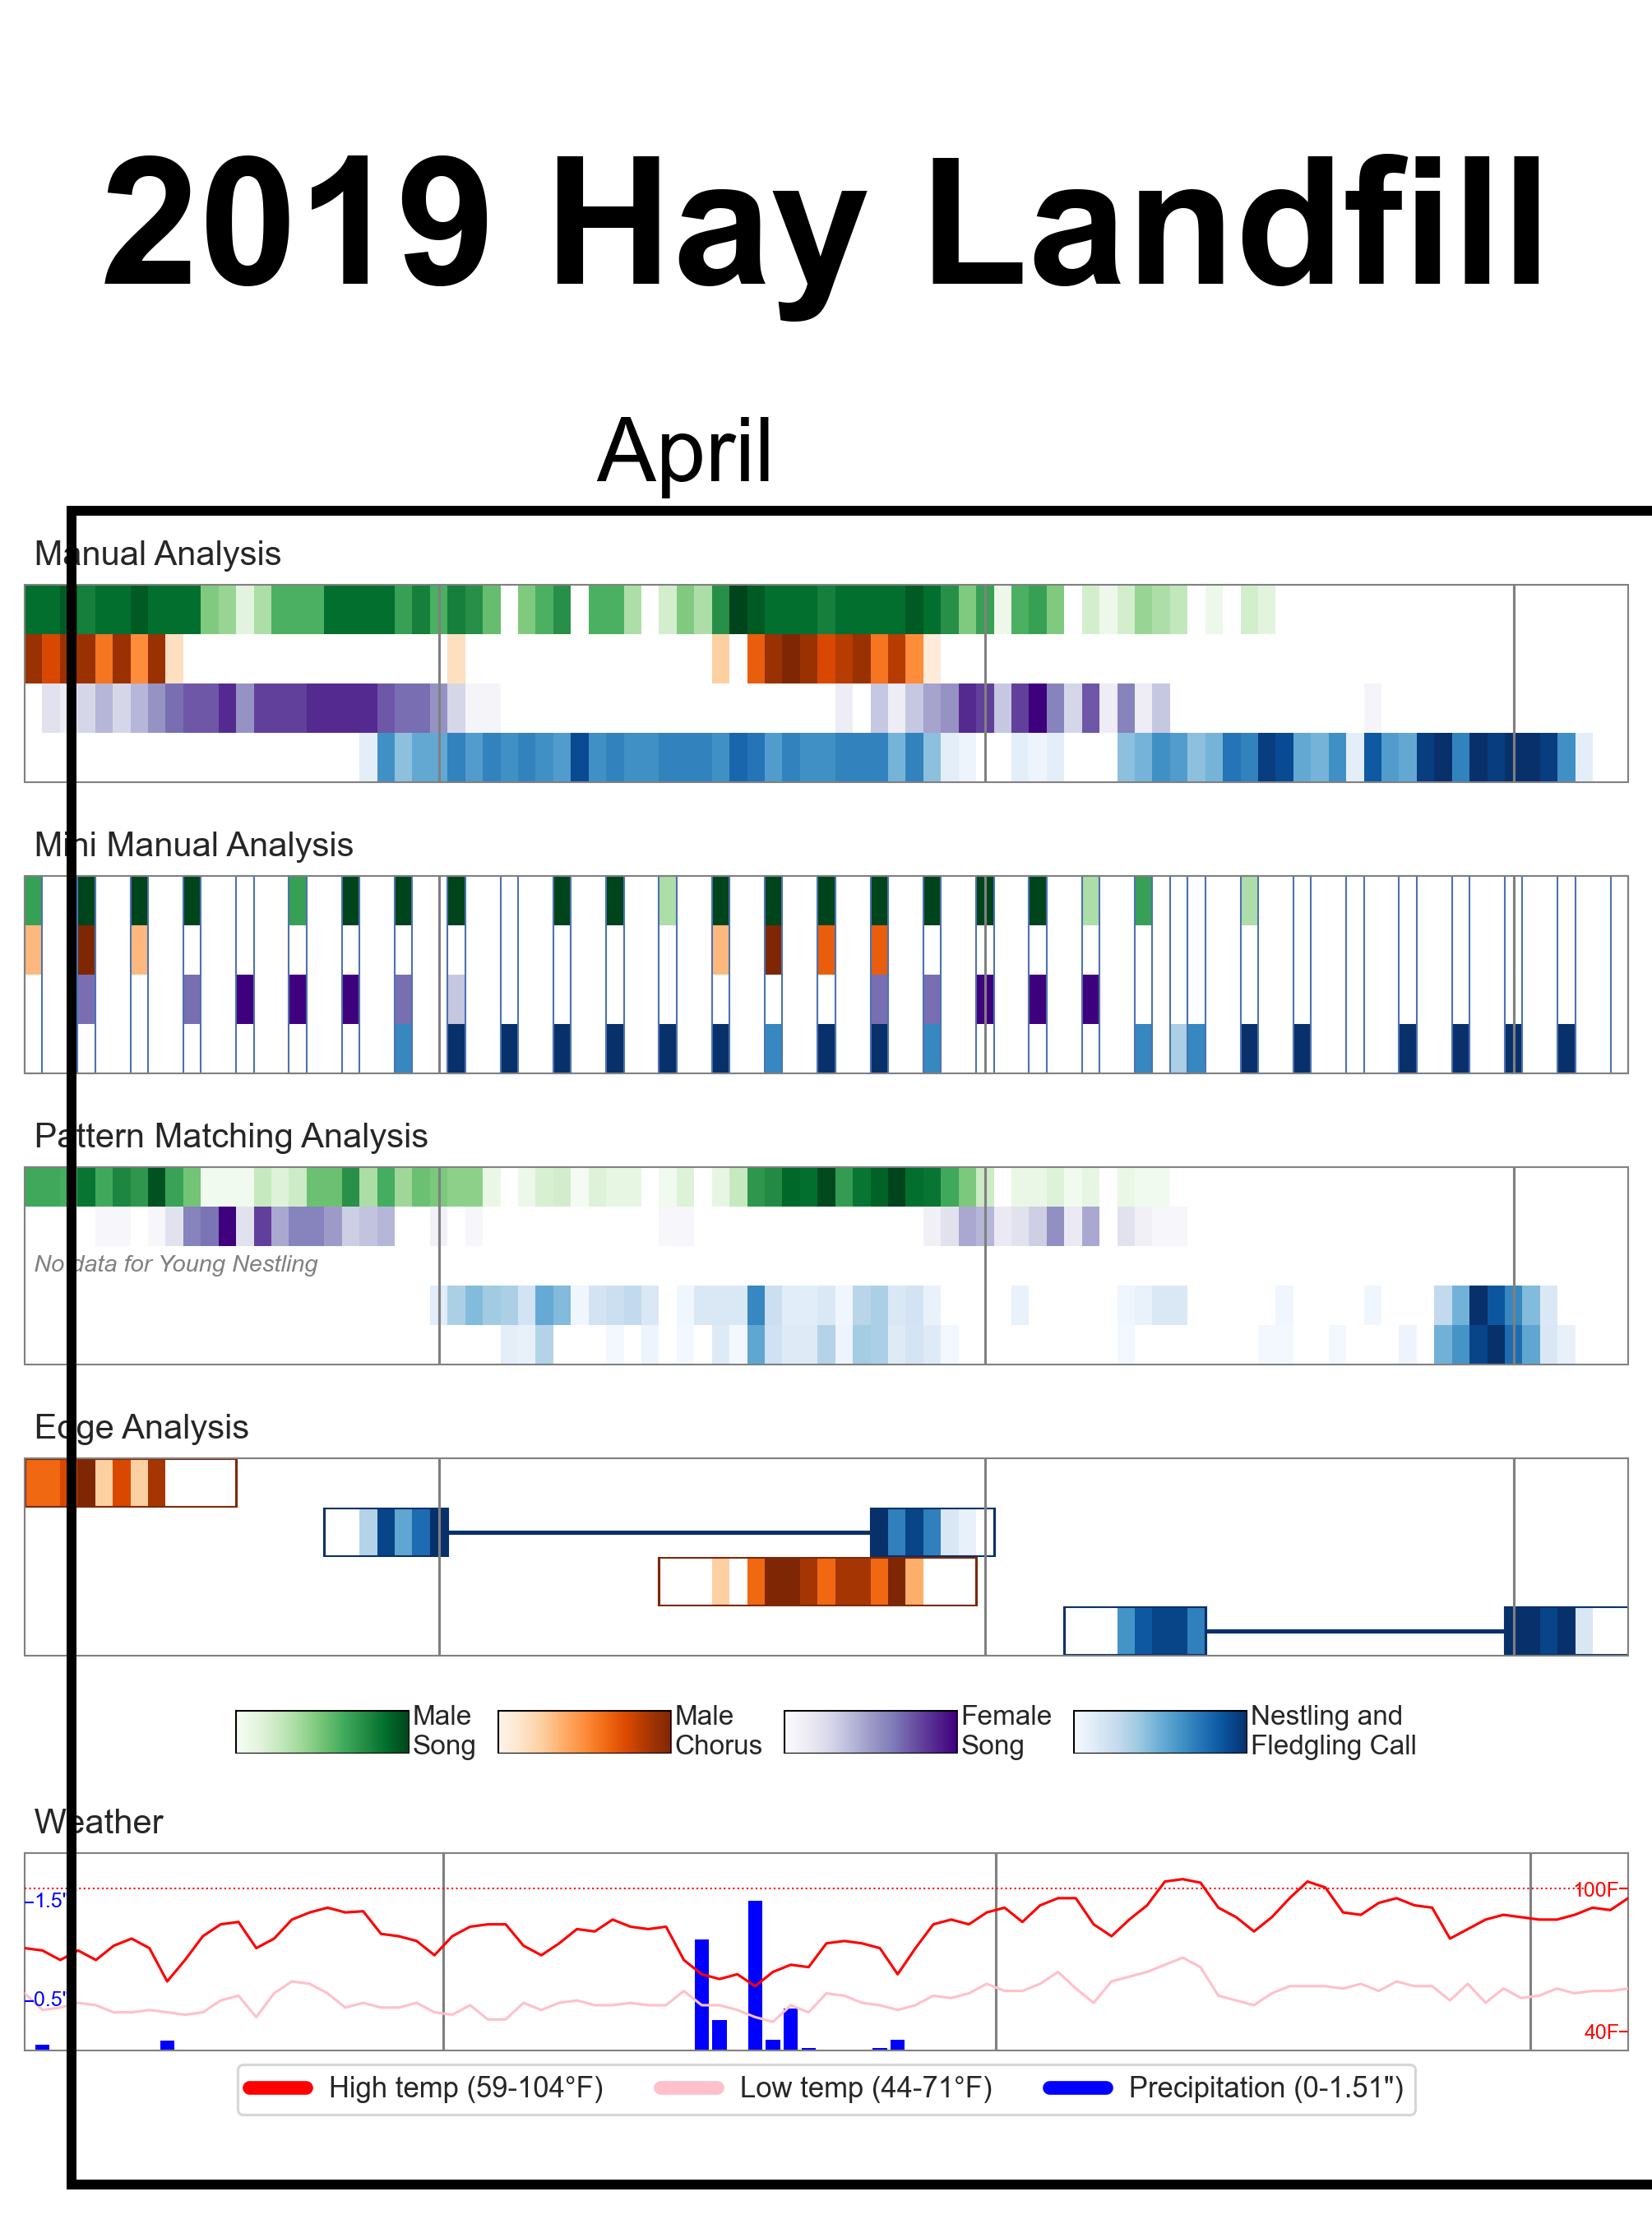 2019 Hay Landfill
April
Manual Analysis
Mini Manual Analysis
Pattern Matching Analysis
No data for Young Nestling
Edge Analysis
Male
Song
Male
Chorus
Female
Song
Nestling and
Fledgling Call
Weather
1.5"
100F
0.5"
40F
High temp (59-104°F)
Low temp (44-71°F)
Precipitation (0-1.51")